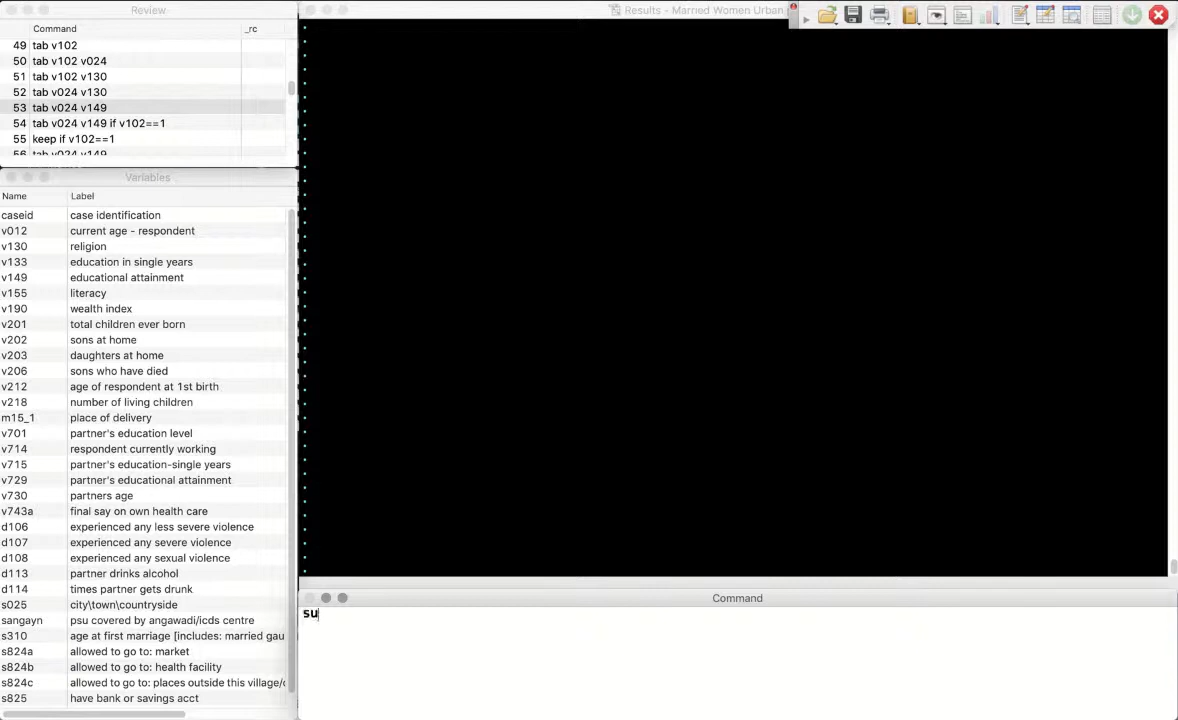 Review
Results - Married Women Urban
Command _rc
49 tab v102
50 tab v102 v024
51 tab v102 v130
52 tab v024 v130
53 tab v024 v149
54 tab v024 v149 if v102==1
55 keep if v102==1
56 tab v024 v149
Variables
Name Label
caseid case identification
v012 current age - respondent
v130 religion
v133 education in single years
v149 educational attainment
v155 literacy
v190 wealth index
v201 total children ever born
v202 sons at home
v203 daughters at home
v206 sons who have died
v212 age of respondent at 1st birth
v218 number of living children
m15_1 place of delivery
v701 partner's education level
v714 respondent currently working
v715 partner's education-single years
v729 partner's educational attainment
v730 partners age
v743a final say on own health care
d106 experienced any less severe violence
d107 experienced any severe violence
d108 experienced any sexual violence
d113 partner drinks alcohol
d114 times partner gets drunk
s025 city\town\countryside
sangayn psu covered by angawadi/icds centre
s310 age at first marriage [includes: married gau
s824a allowed to go to: market
s824b allowed to go to: health facility
s824c allowed to go to: places outside this village/c
s825 have bank or savings acct
Command
su